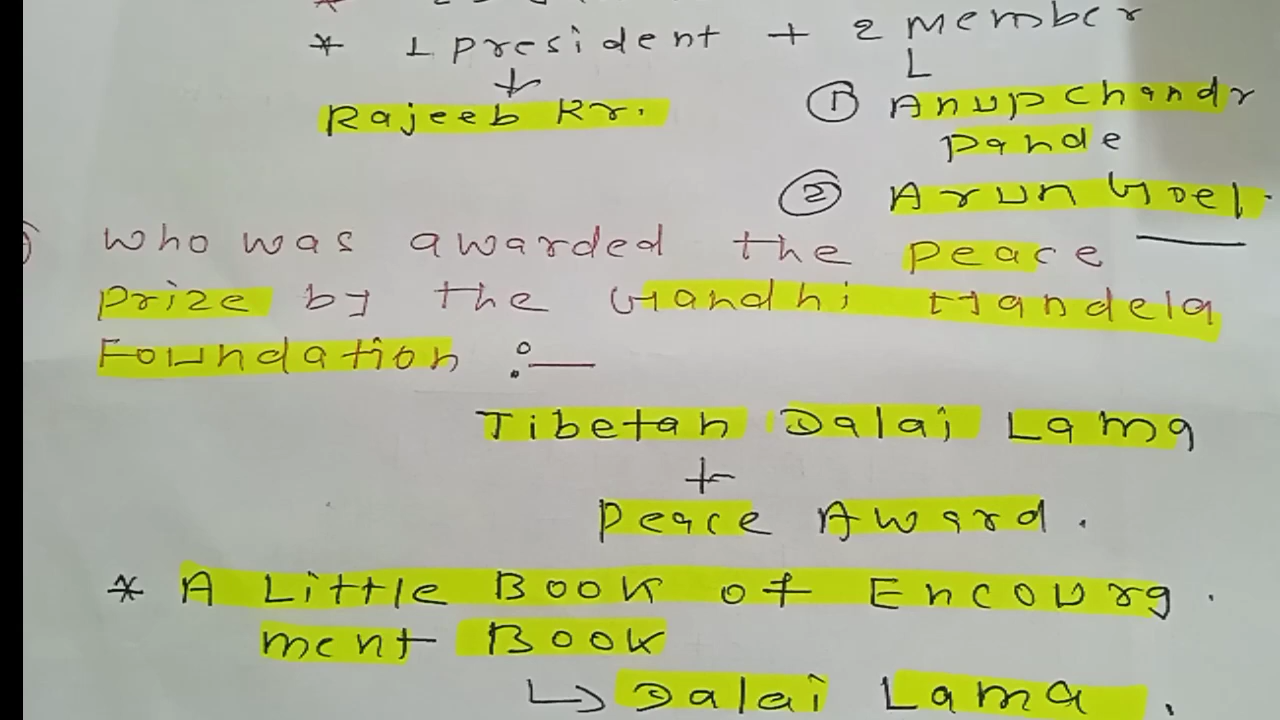 * 1 President + 2 Member
Rajeeb Kr.
① Anup Chandr
Pande
② Arun Goel.
Who was awarded the Peace
Prize by the Gandhi Mandela
Foundation :—
Tibetan Dalai Lama
+
Peace Award.
* A Little Book of Encourg
ment Book
↳ Dalai Lama.